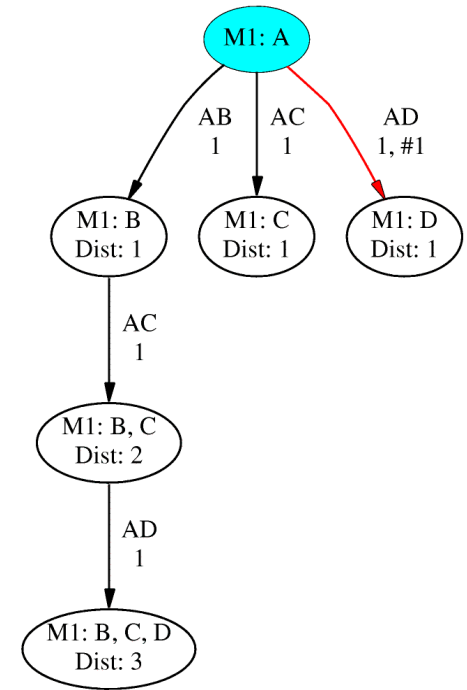 M1: A
AB
1
AC
1
AD
1, #1
M1: B
Dist: 1
M1: C
Dist: 1
M1: D
Dist: 1
AC
1
M1: B, C
Dist: 2
AD
1
M1: B, C, D
Dist: 3